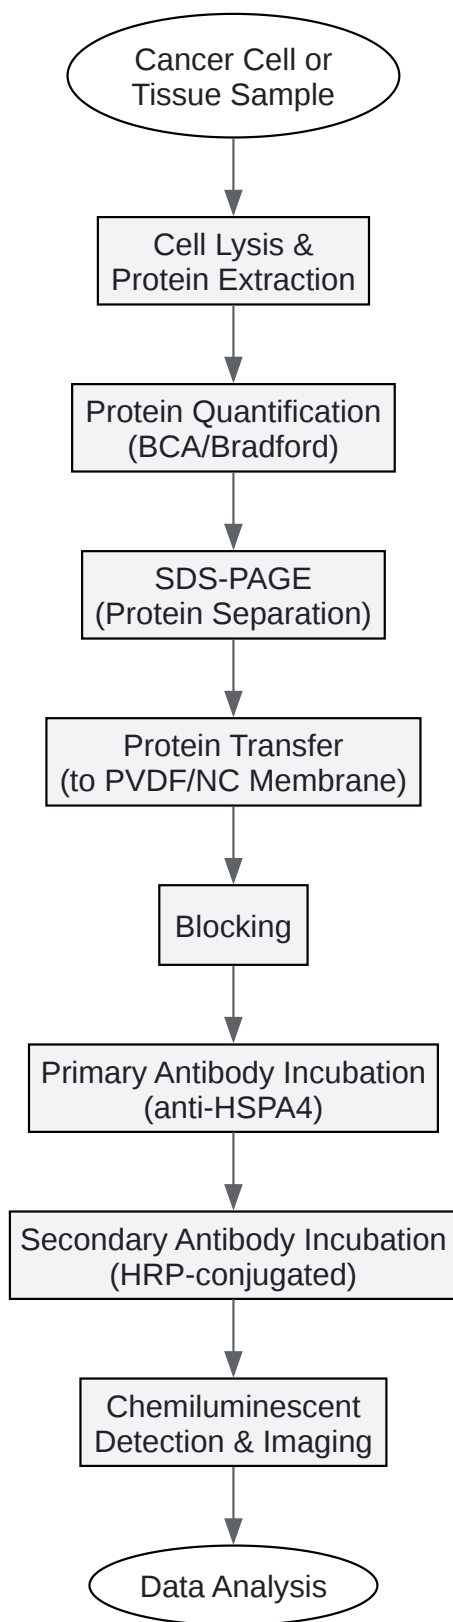 Cancer Cell or
Tissue Sample
Cell Lysis &
Protein Extraction
Protein Quantification
(BCA/Bradford)
SDS-PAGE
(Protein Separation)
Protein Transfer
(to PVDF/NC Membrane)
Blocking
Primary Antibody Incubation
(anti-HSPA4)
Secondary Antibody Incubation
(HRP-conjugated)
Chemiluminescent
Detection & Imaging
Data Analysis